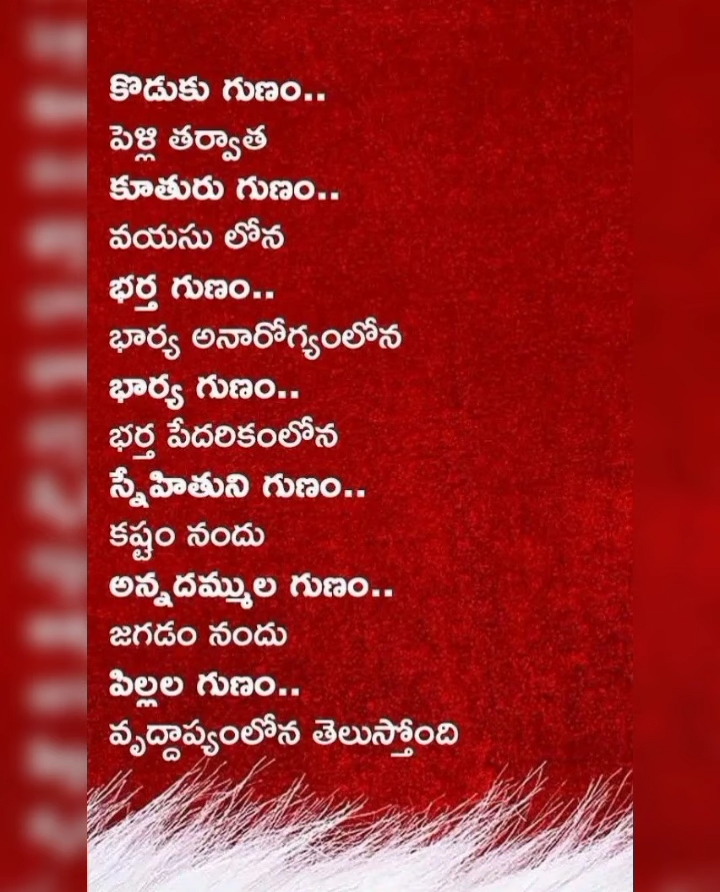 కొడుకు గుణం..
పెళ్లి తర్వాత
కూతురు గుణం..
వయసు లోన
భర్త గుణం..
భార్య అనారోగ్యంలోన
భార్య గుణం..
భర్త పేదరికంలోన
స్నేహితుని గుణం..
కష్టం నందు
అన్నదమ్ముల గుణం..
జగడం నందు
పిల్లల గుణం..
వృద్దాప్యంలోన తెలుస్తోంది